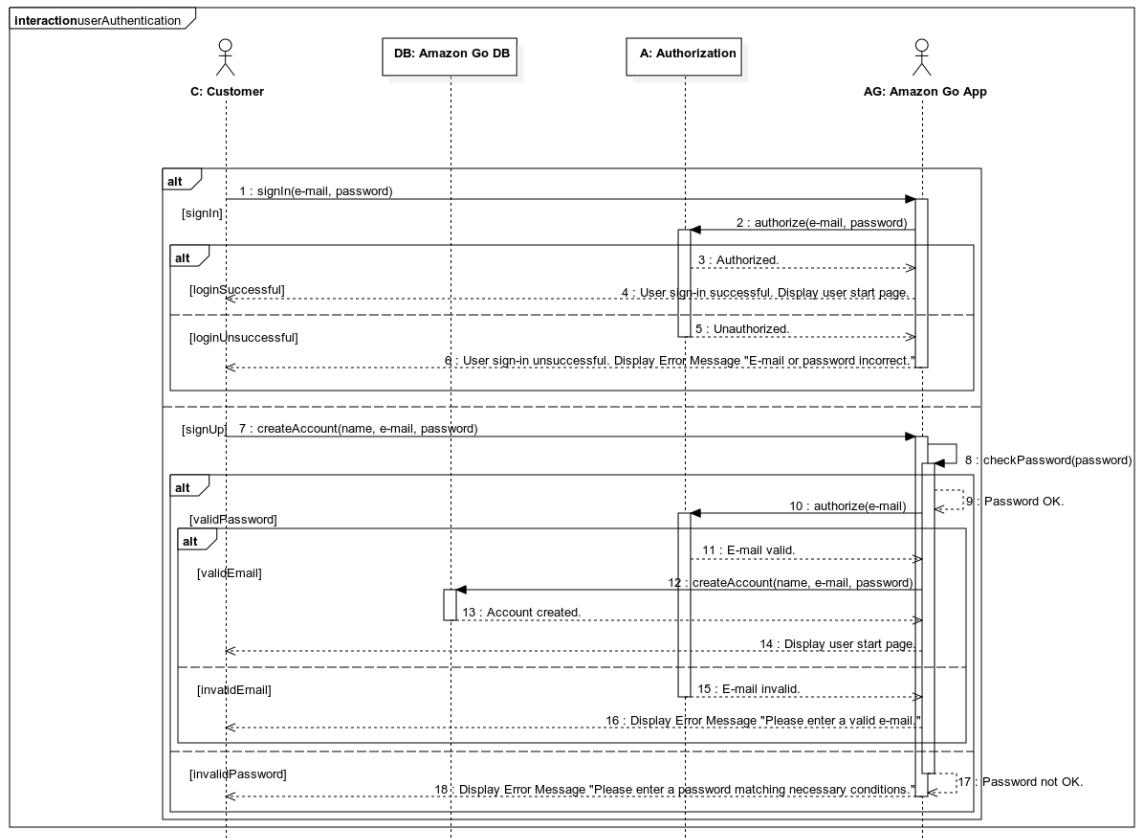 interactionuserAuthentication
C: Customer
DB: Amazon Go DB
A: Authorization
AG: Amazon Go App
alt
1 : signIn(e-mail, password)
[signIn]
2 : authorize(e-mail, password)
alt
3 : Authorized.
[loginSuccessful]
4 : User sign-in successful. Display user start page.
5 : Unauthorized.
[loginUnsuccessful]
6 : User sign-in unsuccessful. Display Error Message "E-mail or password incorrect."
[signUp]
7 : createAccount(name, e-mail, password)
8 : checkPassword(password)
alt
9 : Password OK.
10 : authorize(e-mail)
[validPassword]
alt
11 : E-mail valid.
[validEmail]
12 : createAccount(name, e-mail, password)
13 : Account created.
14 : Display user start page.
[invalidEmail]
15 : E-mail invalid.
16 : Display Error Message "Please enter a valid e-mail."
[invalidPassword]
17 : Password not OK.
18 : Display Error Message "Please enter a password matching necessary conditions."